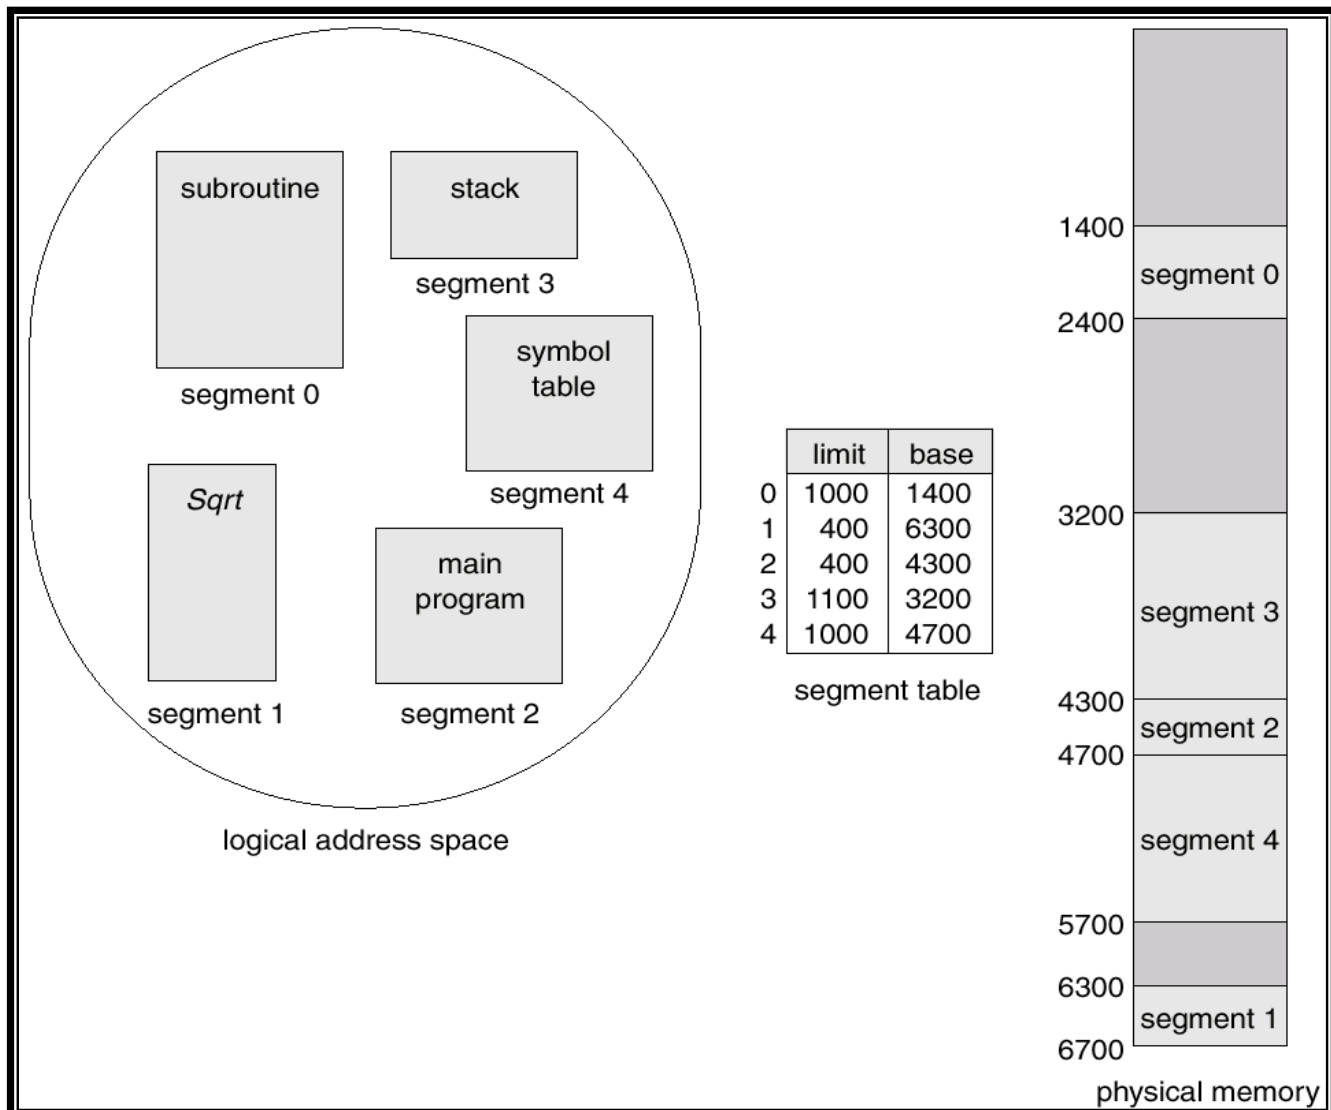 subroutine
segment 0
stack
segment 3
symbol
table
segment 4
Sqrt
segment 1
main
program
segment 2
logical address space
limit base
0 1000 1400
1 400 6300
2 400 4300
3 1100 3200
4 1000 4700
segment table
1400
segment 0
2400
3200
segment 3
4300
segment 2
4700
segment 4
5700
6300
segment 1
6700
physical memory